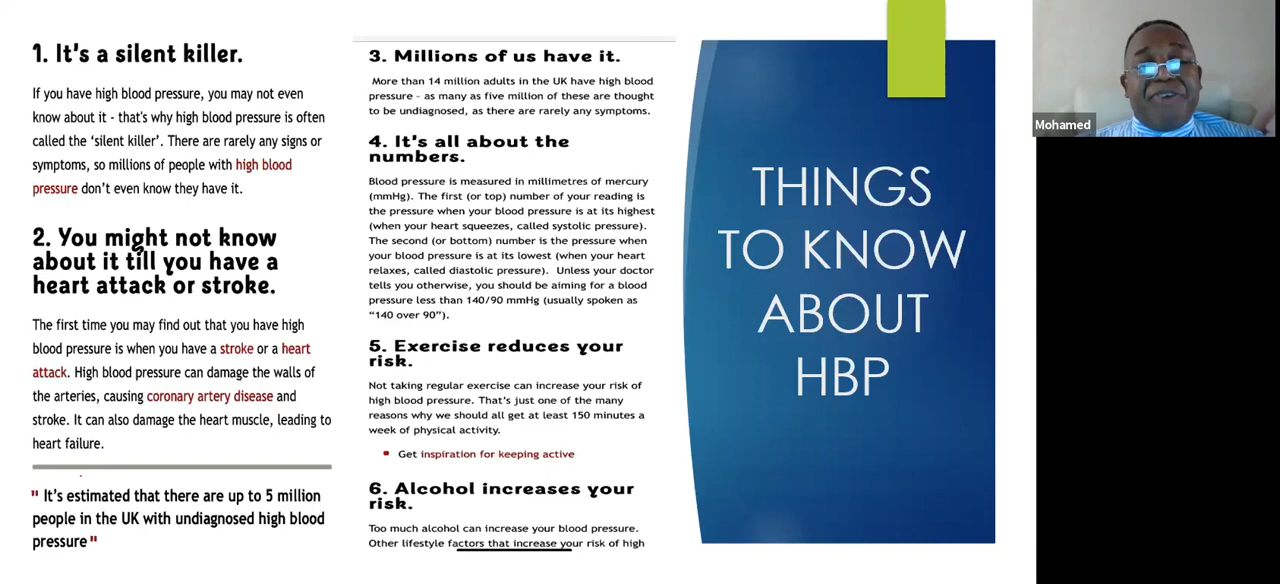 1. It's a silent killer.
If you have high blood pressure, you may not even
know about it - that's why high blood pressure is often
called the ‘silent killer’. There are rarely any signs or
symptoms, so millions of people with high blood
pressure don’t even know they have it.
2. You might not know
about it till you have a
heart attack or stroke.
The first time you may find out that you have high
blood pressure is when you have a stroke or a heart
attack. High blood pressure can damage the walls of
the arteries, causing coronary artery disease and
stroke. It can also damage the heart muscle, leading to
heart failure.
" It’s estimated that there are up to 5 million
people in the UK with undiagnosed high blood
pressure "
3. Millions of us have it.
More than 14 million adults in the UK have high blood
pressure – as many as five million of these are thought
to be undiagnosed, as there are rarely any symptoms.
4. It's all about the
numbers.
Blood pressure is measured in millimetres of mercury
(mmHg). The first (or top) number of your reading is
the pressure when your blood pressure is at its highest
(when your heart squeezes, called systolic pressure).
The second (or bottom) number is the pressure when
your blood pressure is at its lowest (when your heart
relaxes, called diastolic pressure). Unless your doctor
tells you otherwise, you should be aiming for a blood
pressure less than 140/90 mmHg (usually spoken as
“140 over 90”).
5. Exercise reduces your
risk.
Not taking regular exercise can increase your risk of
high blood pressure. That’s just one of the many
reasons why we should all get at least 150 minutes a
week of physical activity.
• Get inspiration for keeping active
6. Alcohol increases your
risk.
Too much alcohol can increase your blood pressure.
Other lifestyle factors that increase your risk of high
THINGS
TO KNOW
ABOUT
HBP
Mohamed